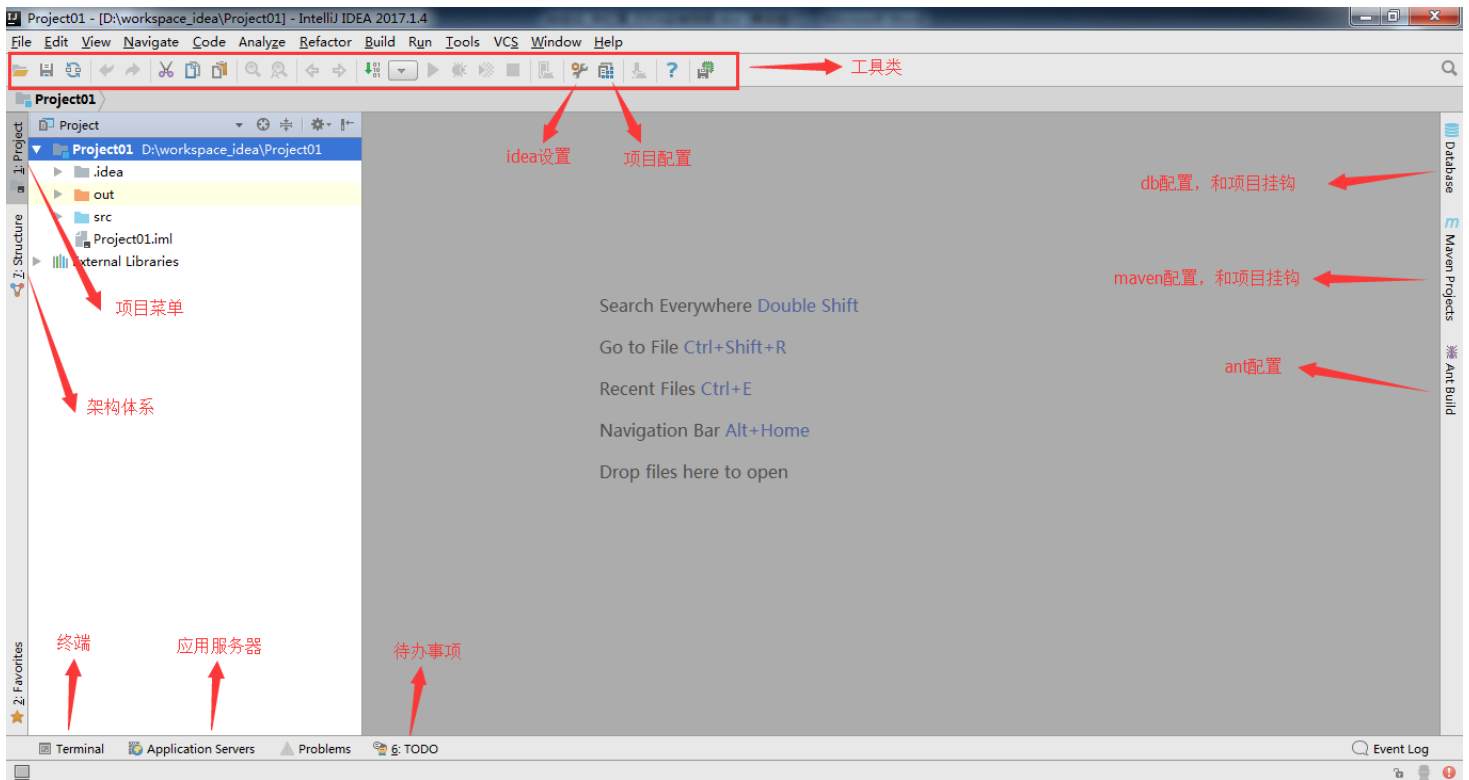 Project01 - [D:\workspace_idea\Project01] - IntelliJ IDEA 2017.1.4
File Edit View Navigate Code Analyze Refactor Build Run Tools VCS Window Help
工具类
Project01
idea设置
项目配置
1: Project
Project
Project01 D:\workspace_idea\Project01
.idea
out
src
Project01.iml
External Libraries
7: Structure
项目菜单
架构体系
Search Everywhere Double Shift
Go to File Ctrl+Shift+R
Recent Files Ctrl+E
Navigation Bar Alt+Home
Drop files here to open
db配置，和项目挂钩
Database
maven配置，和项目挂钩
Maven Projects
ant配置
Ant Build
2: Favorites
终端
应用服务器
待办事项
Terminal Application Servers Problems 6: TODO Event Log